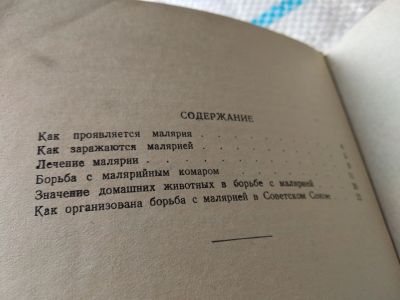 СОДЕРЖАНИЕ
Как проявляется малярия . . . . . . . .
Как заражаются малярией . . . . . . . .
Лечение малярии . . . . . . . . . .
Борьба с малярийным комаром . . . . . .
Значение домашних животных в борьбе с малярией
Как организована борьба с малярией в Советском Союзе